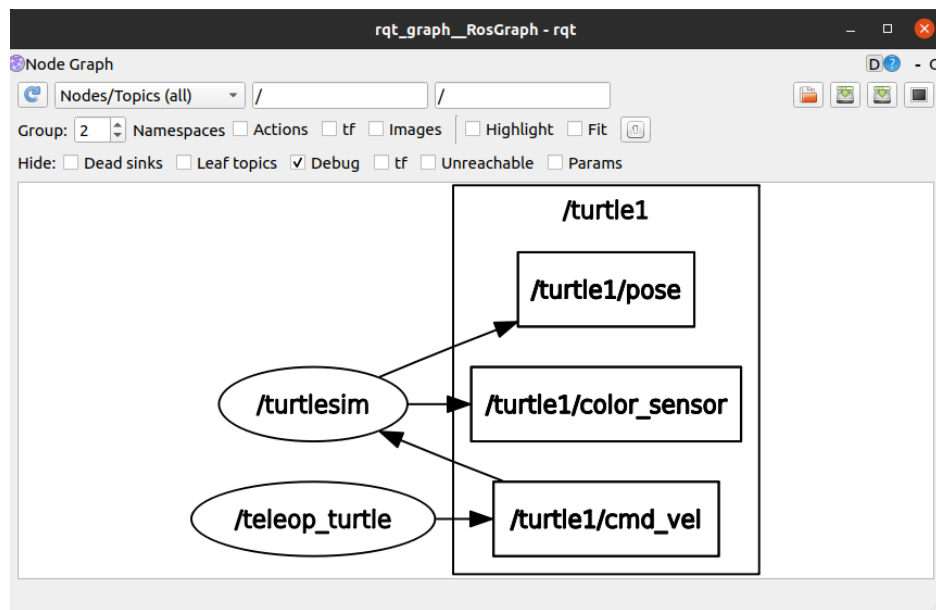 rqt_graph__RosGraph - rqt
Node Graph D ? - C
Nodes/Topics (all) / /
Group: 2 Namespaces Actions tf Images Highlight Fit
Hide: Dead sinks Leaf topics Debug tf Unreachable Params
/turtle1
/turtle1/pose
/turtlesim /turtle1/color_sensor
/teleop_turtle /turtle1/cmd_vel